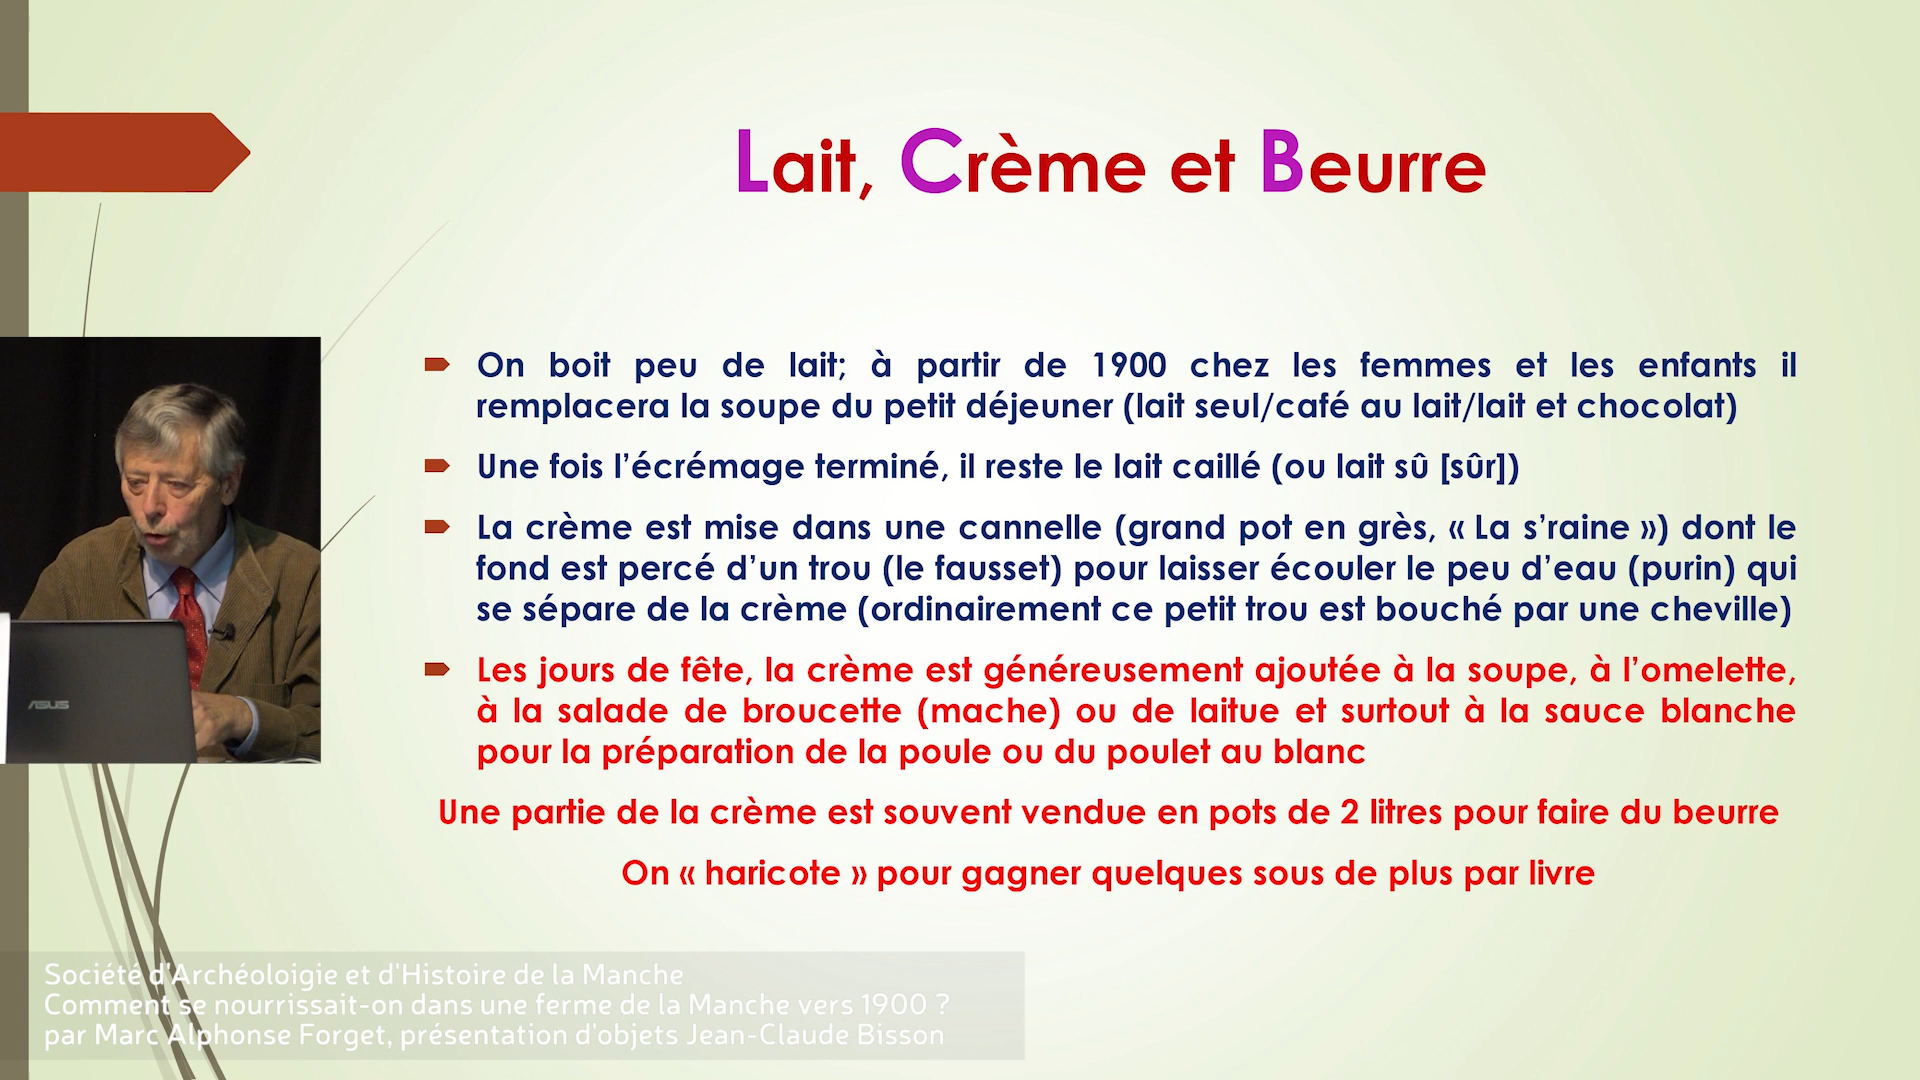 Lait, Crème et Beurre
On boit peu de lait; à partir de 1900 chez les femmes et les enfants il
remplacera la soupe du petit déjeuner (lait seul/café au lait/lait et chocolat)
Une fois l'écrémage terminé, il reste le lait caillé (ou lait sû [sûr])
La crème est mise dans une cannelle (grand pot en grès, « La s'raine ») dont le
fond est percé d'un trou (le fausset) pour laisser écouler le peu d'eau (purin) qui
se sépare de la crème (ordinairement ce petit trou est bouché par une cheville)
Les jours de fête, la crème est généreusement ajoutée à la soupe, à l'omelette,
à la salade de broucette (mache) ou de laitue et surtout à la sauce blanche
pour la préparation de la poule ou du poulet au blanc
Une partie de la crème est souvent vendue en pots de 2 litres pour faire du beurre
On « haricote » pour gagner quelques sous de plus par livre
ASUS
Société d'Archéoloigie et d'Histoire de la Manche
Comment se nourrissait-on dans une ferme de la Manche vers 1900 ?
par Marc Alphonse Forget, présentation d'objets Jean-Claude Bisson